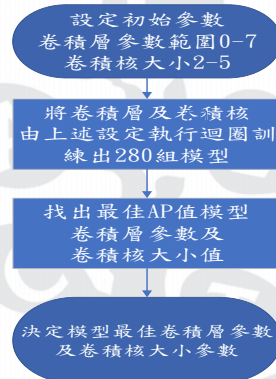 設定初始參數
卷積層參數範圍0-7
卷積核大小2-5
將卷積層及卷積核
由上述設定執行迴圈訓
練出280組模型
找出最佳AP值模型
卷積層參數及
卷積核大小值
決定模型最佳卷積層參數
及卷積核大小參數